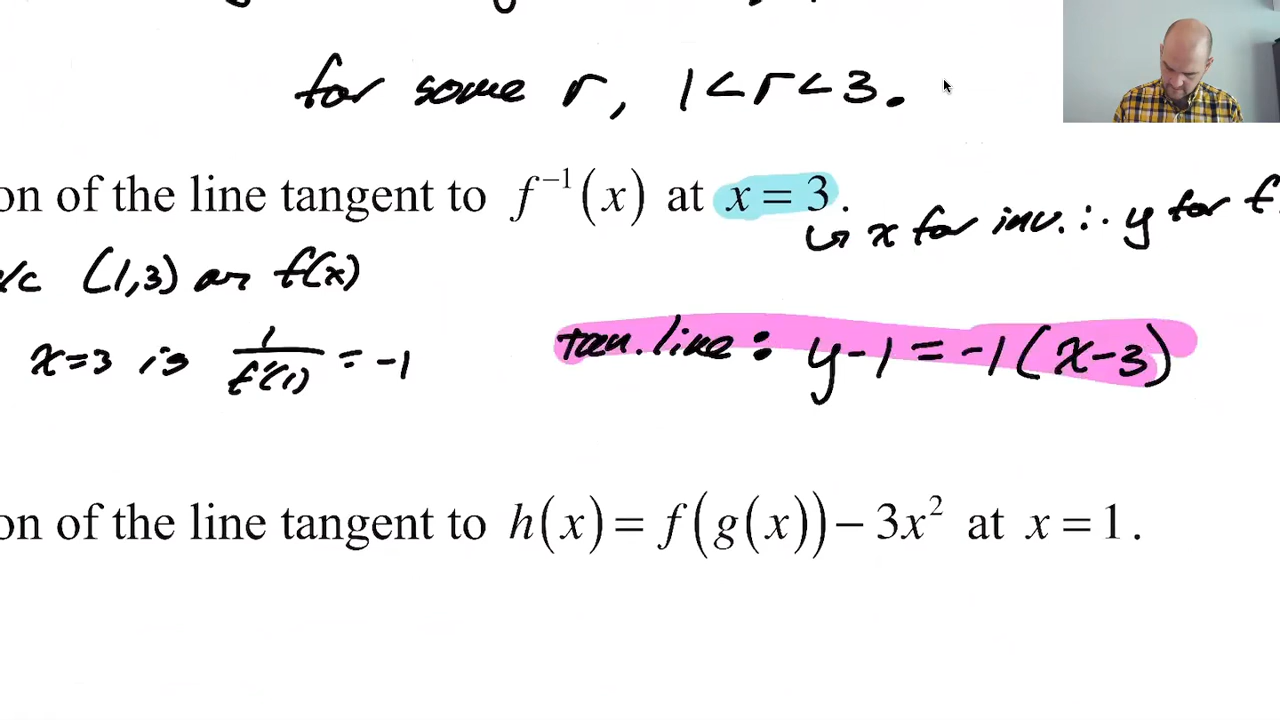 for some r, 1<r<3.
on of the line tangent to f⁻¹(x) at x = 3.
↳ x for inv. ∴ y for f.
b/c (1,3) on f(x)
x=3 is 1/f'(1) = -1
tan. line: y-1 = -1(x-3)
on of the line tangent to h(x) = f(g(x)) − 3x² at x = 1.